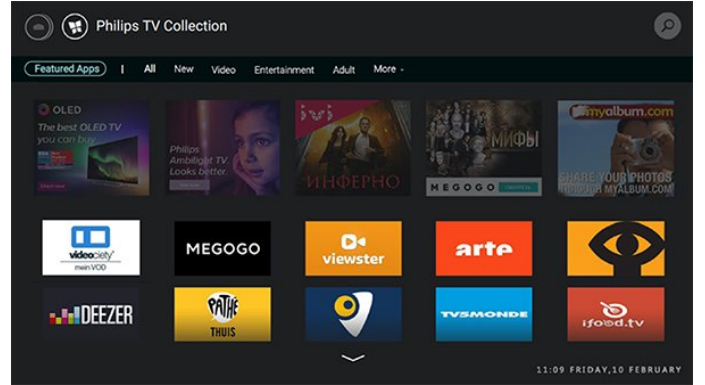 Philips TV Collection
Featured Apps | All New Video Entertainment Adult More
OLED
The best OLED TV
you can buy
Philips
Ambilight TV.
Looks better.
ivi
ИНФЕРНО
МИФЫ
MEGOGO
myalbum.com
SHARE YOUR PHOTOS
THROUGH MYALBUM.COM
videociety
mein VOD
MEGOGO
viewster
arte
DEEZER
PATHÉ
THUIS
TV5MONDE
ifood.tv
11:09 FRIDAY,10 FEBRUARY